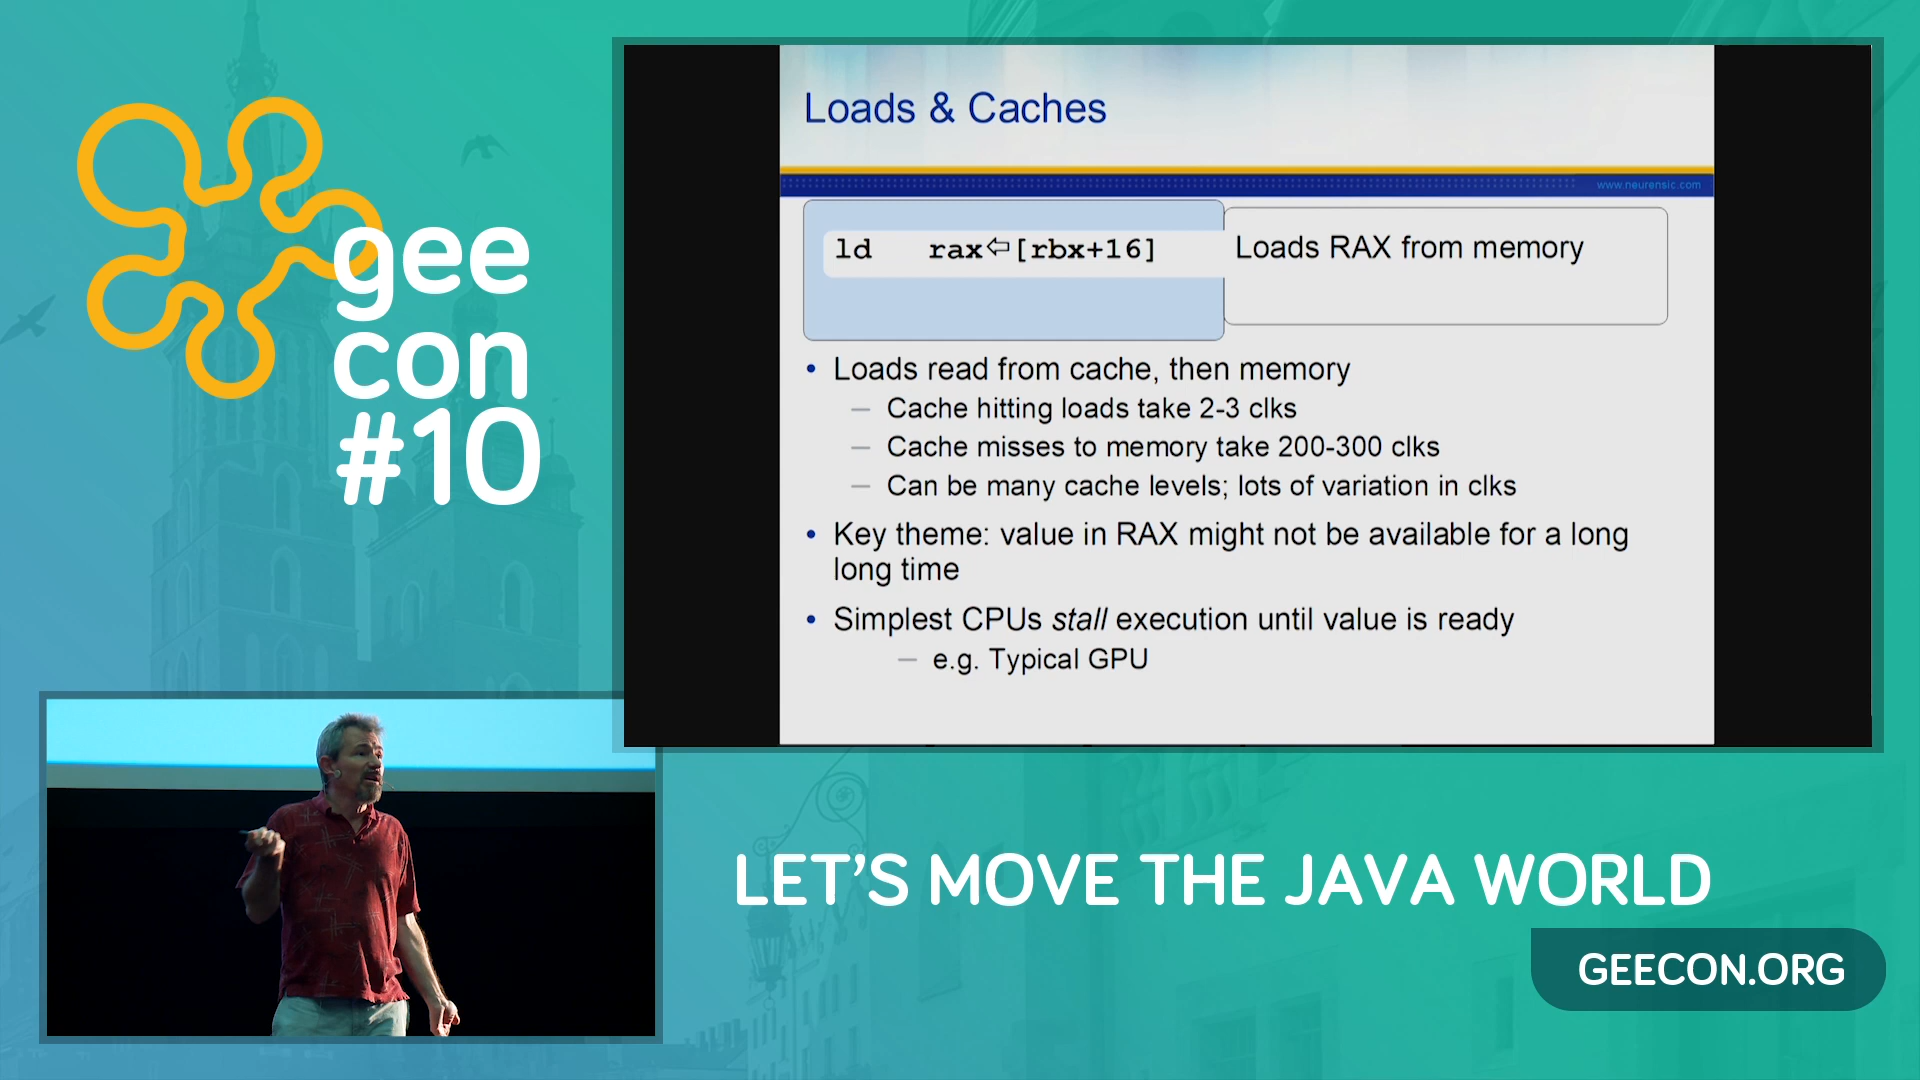 gee
con
#10
Loads & Caches
www.neurensic.com
ld rax⇦[rbx+16]
Loads RAX from memory
• Loads read from cache, then memory
– Cache hitting loads take 2-3 clks
– Cache misses to memory take 200-300 clks
– Can be many cache levels; lots of variation in clks
• Key theme: value in RAX might not be available for a long
long time
• Simplest CPUs stall execution until value is ready
– e.g. Typical GPU
LET'S MOVE THE JAVA WORLD
GEECON.ORG